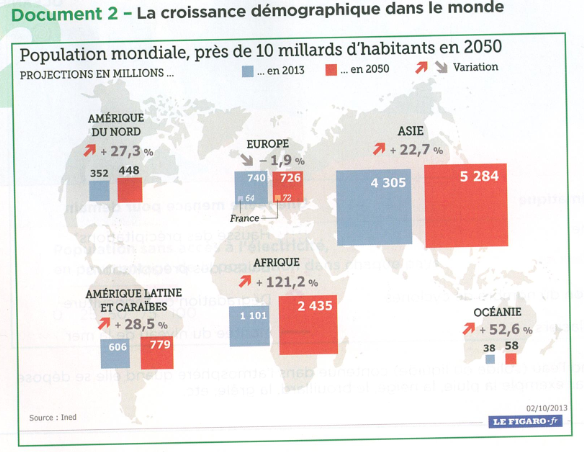 Document 2 – La croissance démographique dans le monde
Population mondiale, près de 10 millards d'habitants en 2050
PROJECTIONS EN MILLIONS ...
... en 2013
... en 2050
Variation
AMÉRIQUE
DU NORD
+ 27,3 %
352
448
EUROPE
– 1,9 %
740
726
64
72
France
ASIE
+ 22,7 %
4 305
5 284
AFRIQUE
+ 121,2 %
1 101
2 435
AMÉRIQUE LATINE
ET CARAÏBES
+ 28,5 %
606
779
OCÉANIE
+ 52,6 %
38
58
Source : Ined
02/10/2013
LE FIGARO·fr